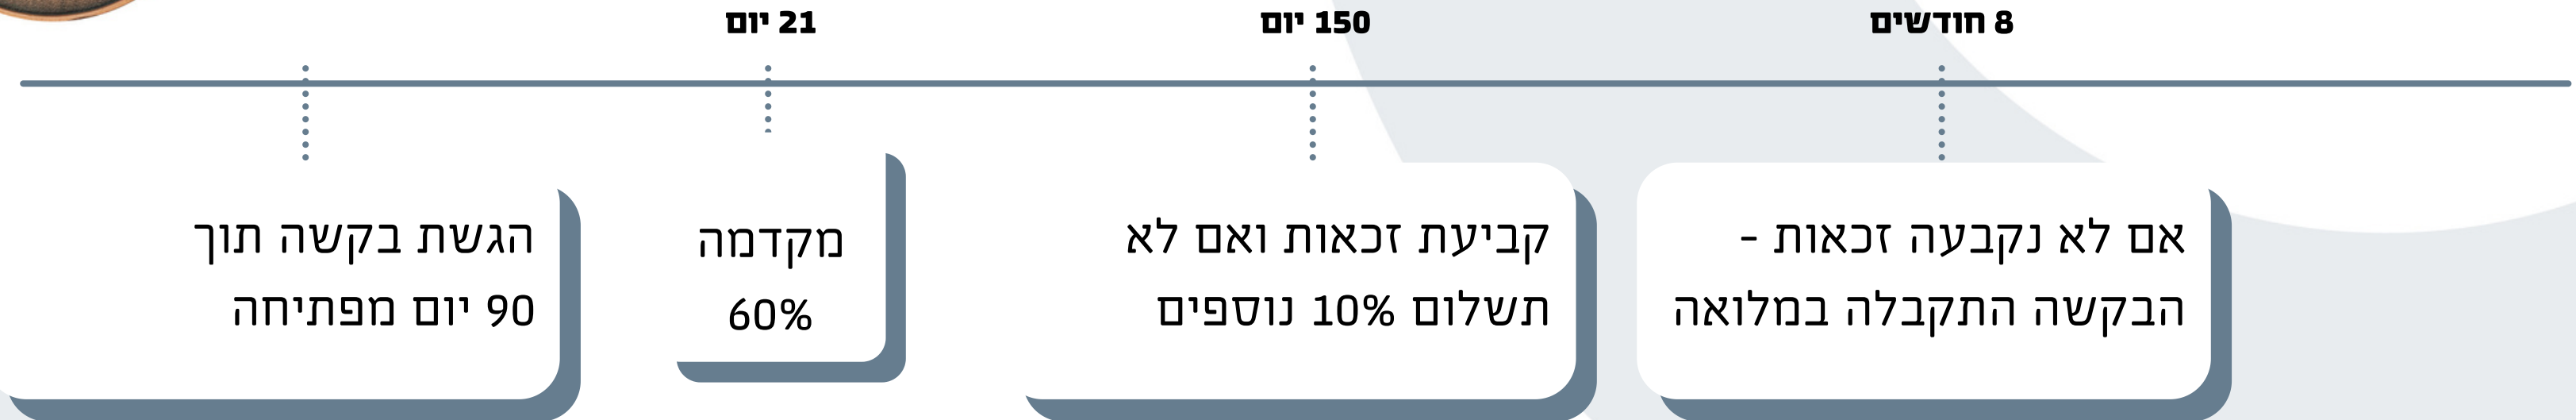 21 יום
150 יום
8 חודשים
הגשת בקשה תוך
90 יום מפתיחה
מקדמה
60%
קביעת זכאות ואם לא
תשלום 10% נוספים
אם לא נקבעה זכאות -
הבקשה התקבלה במלואה